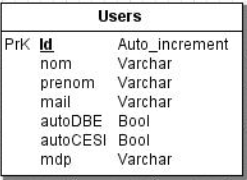 Users
PrK Id Auto_increment
nom Varchar
prenom Varchar
mail Varchar
autoDBE Bool
autoCESI Bool
mdp Varchar